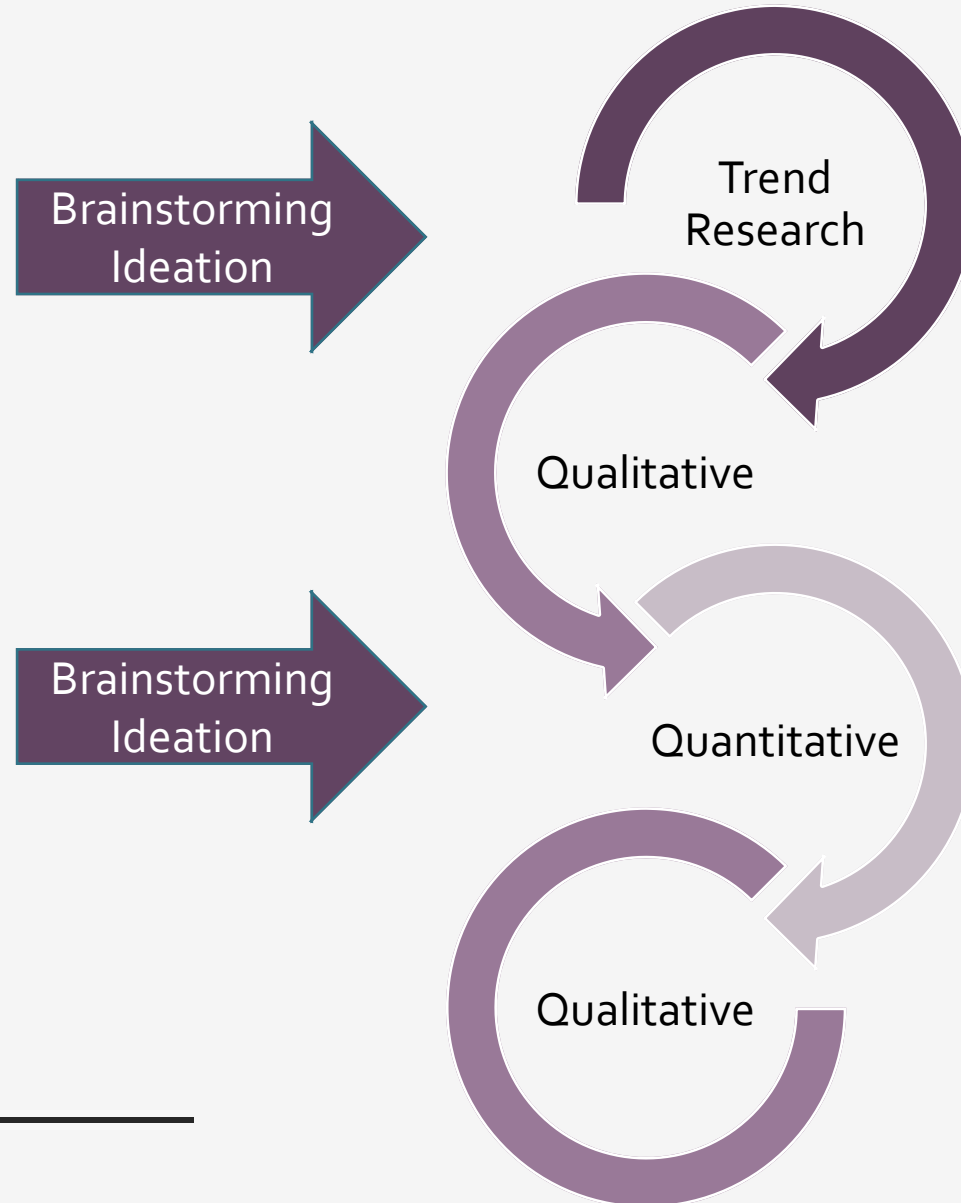 Brainstorming
Ideation
Trend
Research
Qualitative
Brainstorming
Ideation
Quantitative
Qualitative